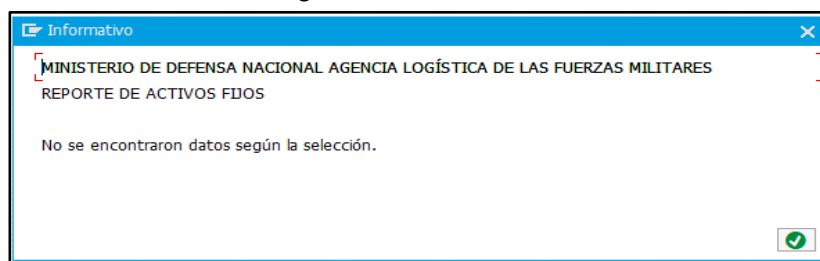 Informativo
MINISTERIO DE DEFENSA NACIONAL AGENCIA LOGÍSTICA DE LAS FUERZAS MILITARES
REPORTE DE ACTIVOS FIJOS
No se encontraron datos según la selección.